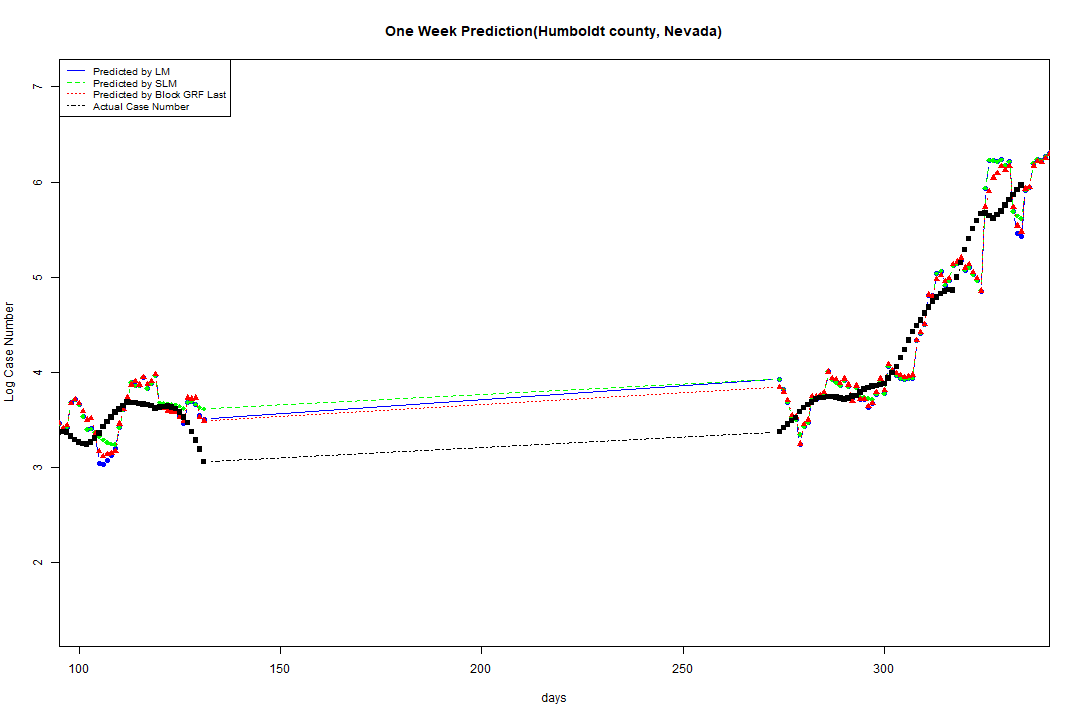 One Week Prediction(Humboldt county, Nevada)
Predicted by LM
Predicted by SLM
Predicted by Block GRF Last
Actual Case Number
7
6
5
4
3
2
Log Case Number
100 150 200 250 300
days